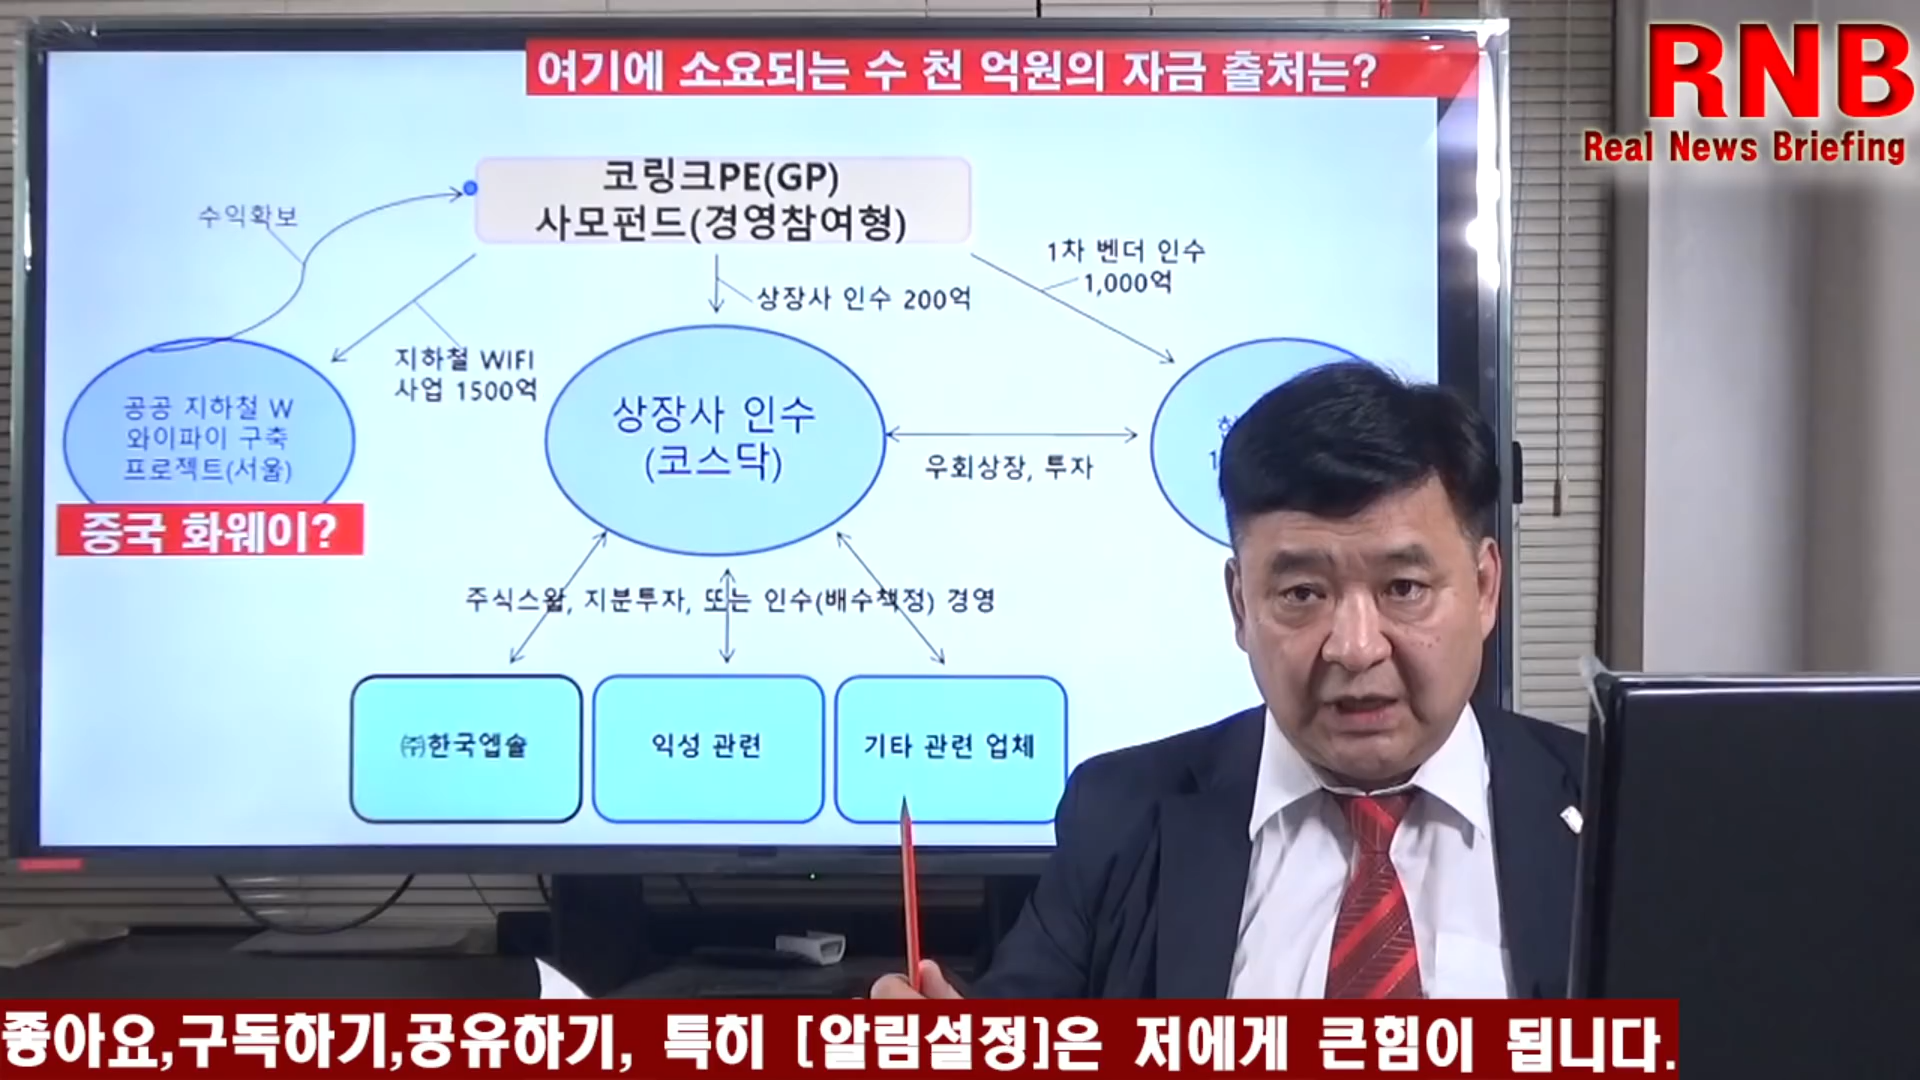 여기에 소요되는 수 천 억원의 자금 출처는?
RNB
Real News Briefing
코링크PE(GP)
사모펀드(경영참여형)
수익확보
1차 벤더 인수
1,000억
상장사 인수 200억
지하철 WIFI
사업 1500억
공공 지하철 W
와이파이 구축
프로젝트(서울)
상장사 인수
(코스닥)
우회상장, 투자
중국 화웨이?
주식스왑, 지분투자, 또는 인수(배수책정) 경영
㈜한국엡솔
익성 관련
기타 관련 업체
좋아요,구독하기,공유하기, 특히 [알림설정]은 저에게 큰힘이 됩니다.